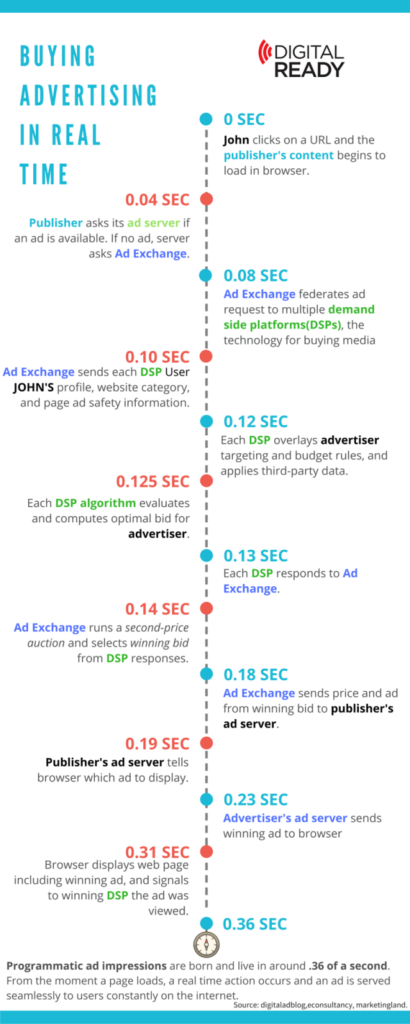 BUYING
ADVERTISING
IN REAL
TIME
DIGITAL
READY
0 SEC
John clicks on a URL and the
publisher's content begins to
load in browser.
0.04 SEC
Publisher asks its ad server if
an ad is available. If no ad, server
asks Ad Exchange.
0.08 SEC
Ad Exchange federates ad
request to multiple demand
side platforms(DSPs), the
technology for buying media
0.10 SEC
Ad Exchange sends each DSP User
JOHN'S profile, website category,
and page ad safety information.
0.12 SEC
Each DSP overlays advertiser
targeting and budget rules, and
applies third-party data.
0.125 SEC
Each DSP algorithm evaluates
and computes optimal bid for
advertiser.
0.13 SEC
Each DSP responds to Ad
Exchange.
0.14 SEC
Ad Exchange runs a second-price
auction and selects winning bid
from DSP responses.
0.18 SEC
Ad Exchange sends price and ad
from winning bid to publisher's
ad server.
0.19 SEC
Publisher's ad server tells
browser which ad to display.
0.23 SEC
Advertiser's ad server sends
winning ad to browser
0.31 SEC
Browser displays web page
including winning ad, and signals
to winning DSP the ad was
viewed.
0.36 SEC
Programmatic ad impressions are born and live in around .36 of a second.
From the moment a page loads, a real time action occurs and an ad is served
seamlessly to users constantly on the internet.
Source: digitaladblog,econsultancy, marketingland.